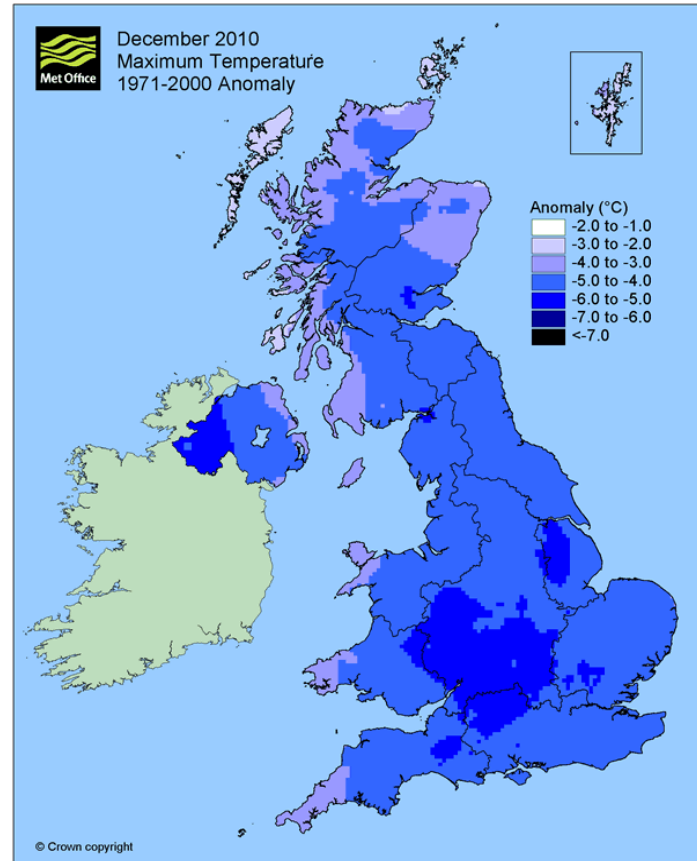 Met Office
December 2010
Maximum Temperature
1971-2000 Anomaly
Anomaly (°C)
-2.0 to -1.0
-3.0 to -2.0
-4.0 to -3.0
-5.0 to -4.0
-6.0 to -5.0
-7.0 to -6.0
<-7.0
© Crown copyright